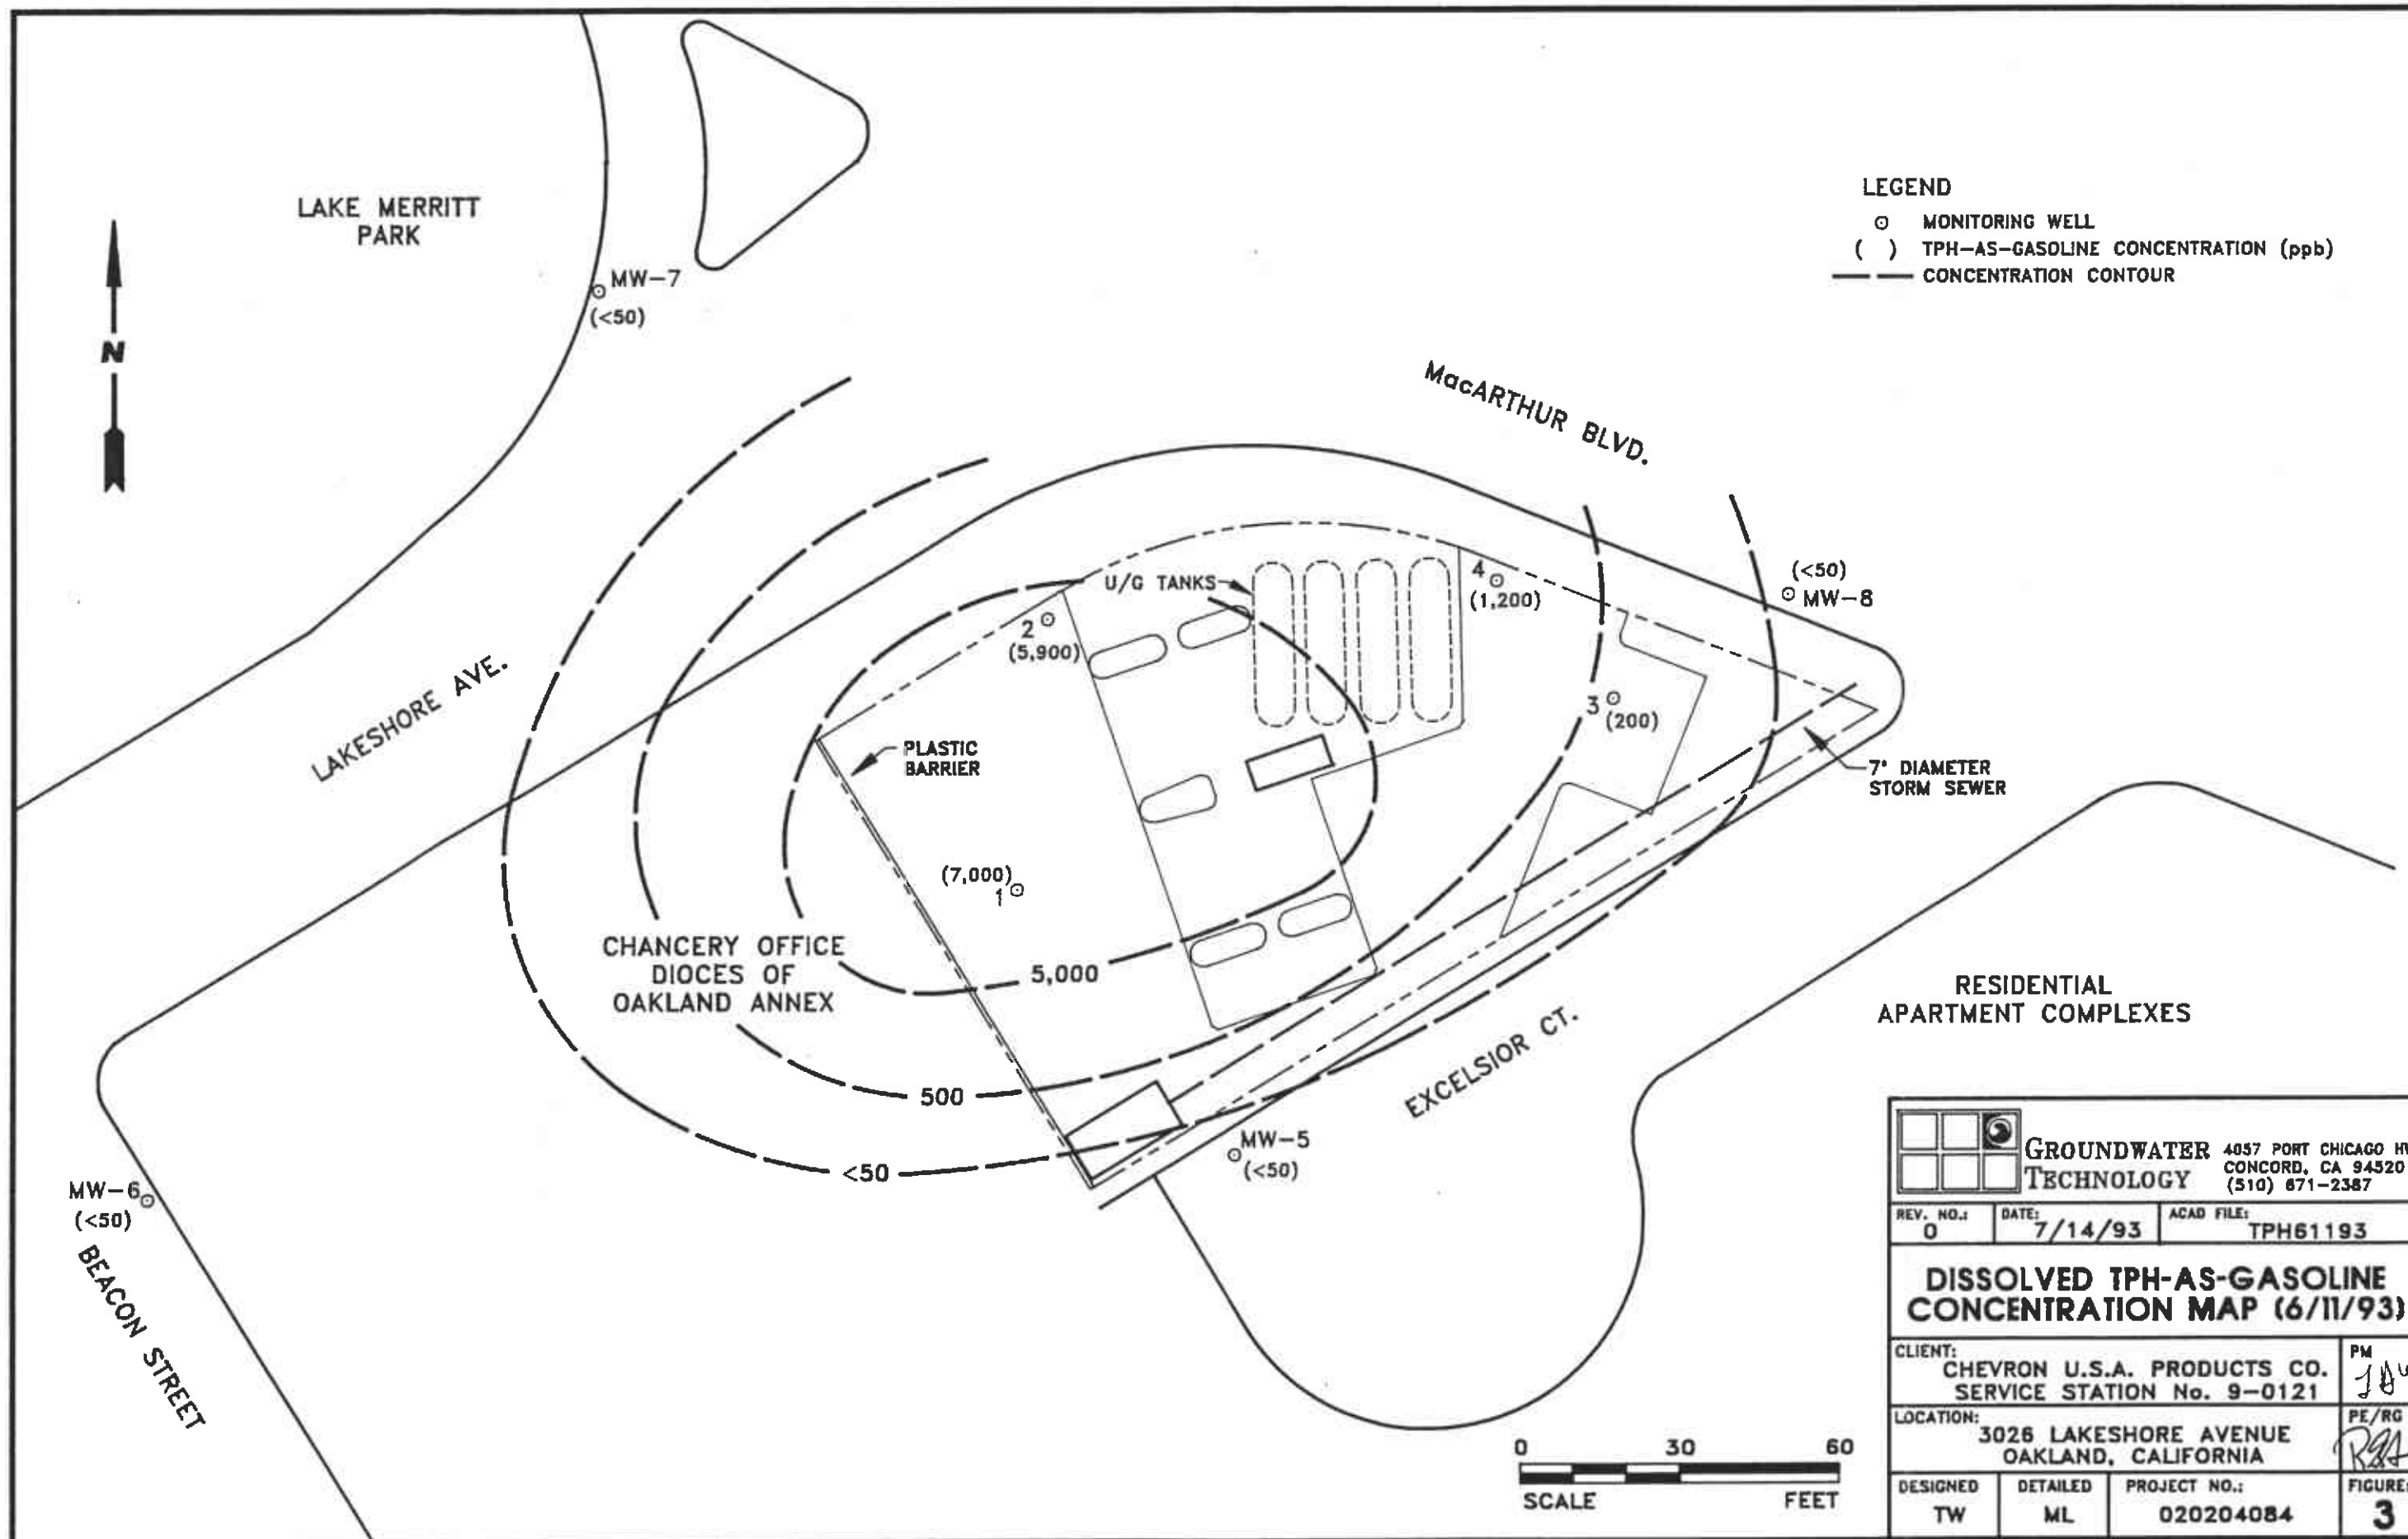 LAKE MERRITT
PARK
N
MW-7
(<50)
LEGEND
MONITORING WELL
( ) TPH-AS-GASOLINE CONCENTRATION (ppb)
CONCENTRATION CONTOUR
MacARTHUR BLVD.
LAKESHORE AVE.
U/G TANKS
2
(5,900)
4
(1,200)
(<50)
MW-8
3
(200)
PLASTIC
BARRIER
7' DIAMETER
STORM SEWER
(7,000)
1
CHANCERY OFFICE
DIOCES OF
OAKLAND ANNEX
5,000
500
<50
EXCELSIOR CT.
RESIDENTIAL
APARTMENT COMPLEXES
MW-5
(<50)
MW-6
(<50)
BEACON STREET
0 30 60
SCALE FEET
GROUNDWATER
TECHNOLOGY
4057 PORT CHICAGO
CONCORD, CA 94520
(510) 671-2387
REV. NO.:
0
DATE:
7/14/93
ACAD FILE:
TPH61193
DISSOLVED TPH-AS-GASOLINE
CONCENTRATION MAP (6/11/93)
CLIENT:
CHEVRON U.S.A. PRODUCTS CO.
SERVICE STATION No. 9-0121
PM
LOCATION:
3026 LAKESHORE AVENUE
OAKLAND, CALIFORNIA
PE/RG
DESIGNED
TW
DETAILED
ML
PROJECT NO.:
020204084
FIGURE:
3